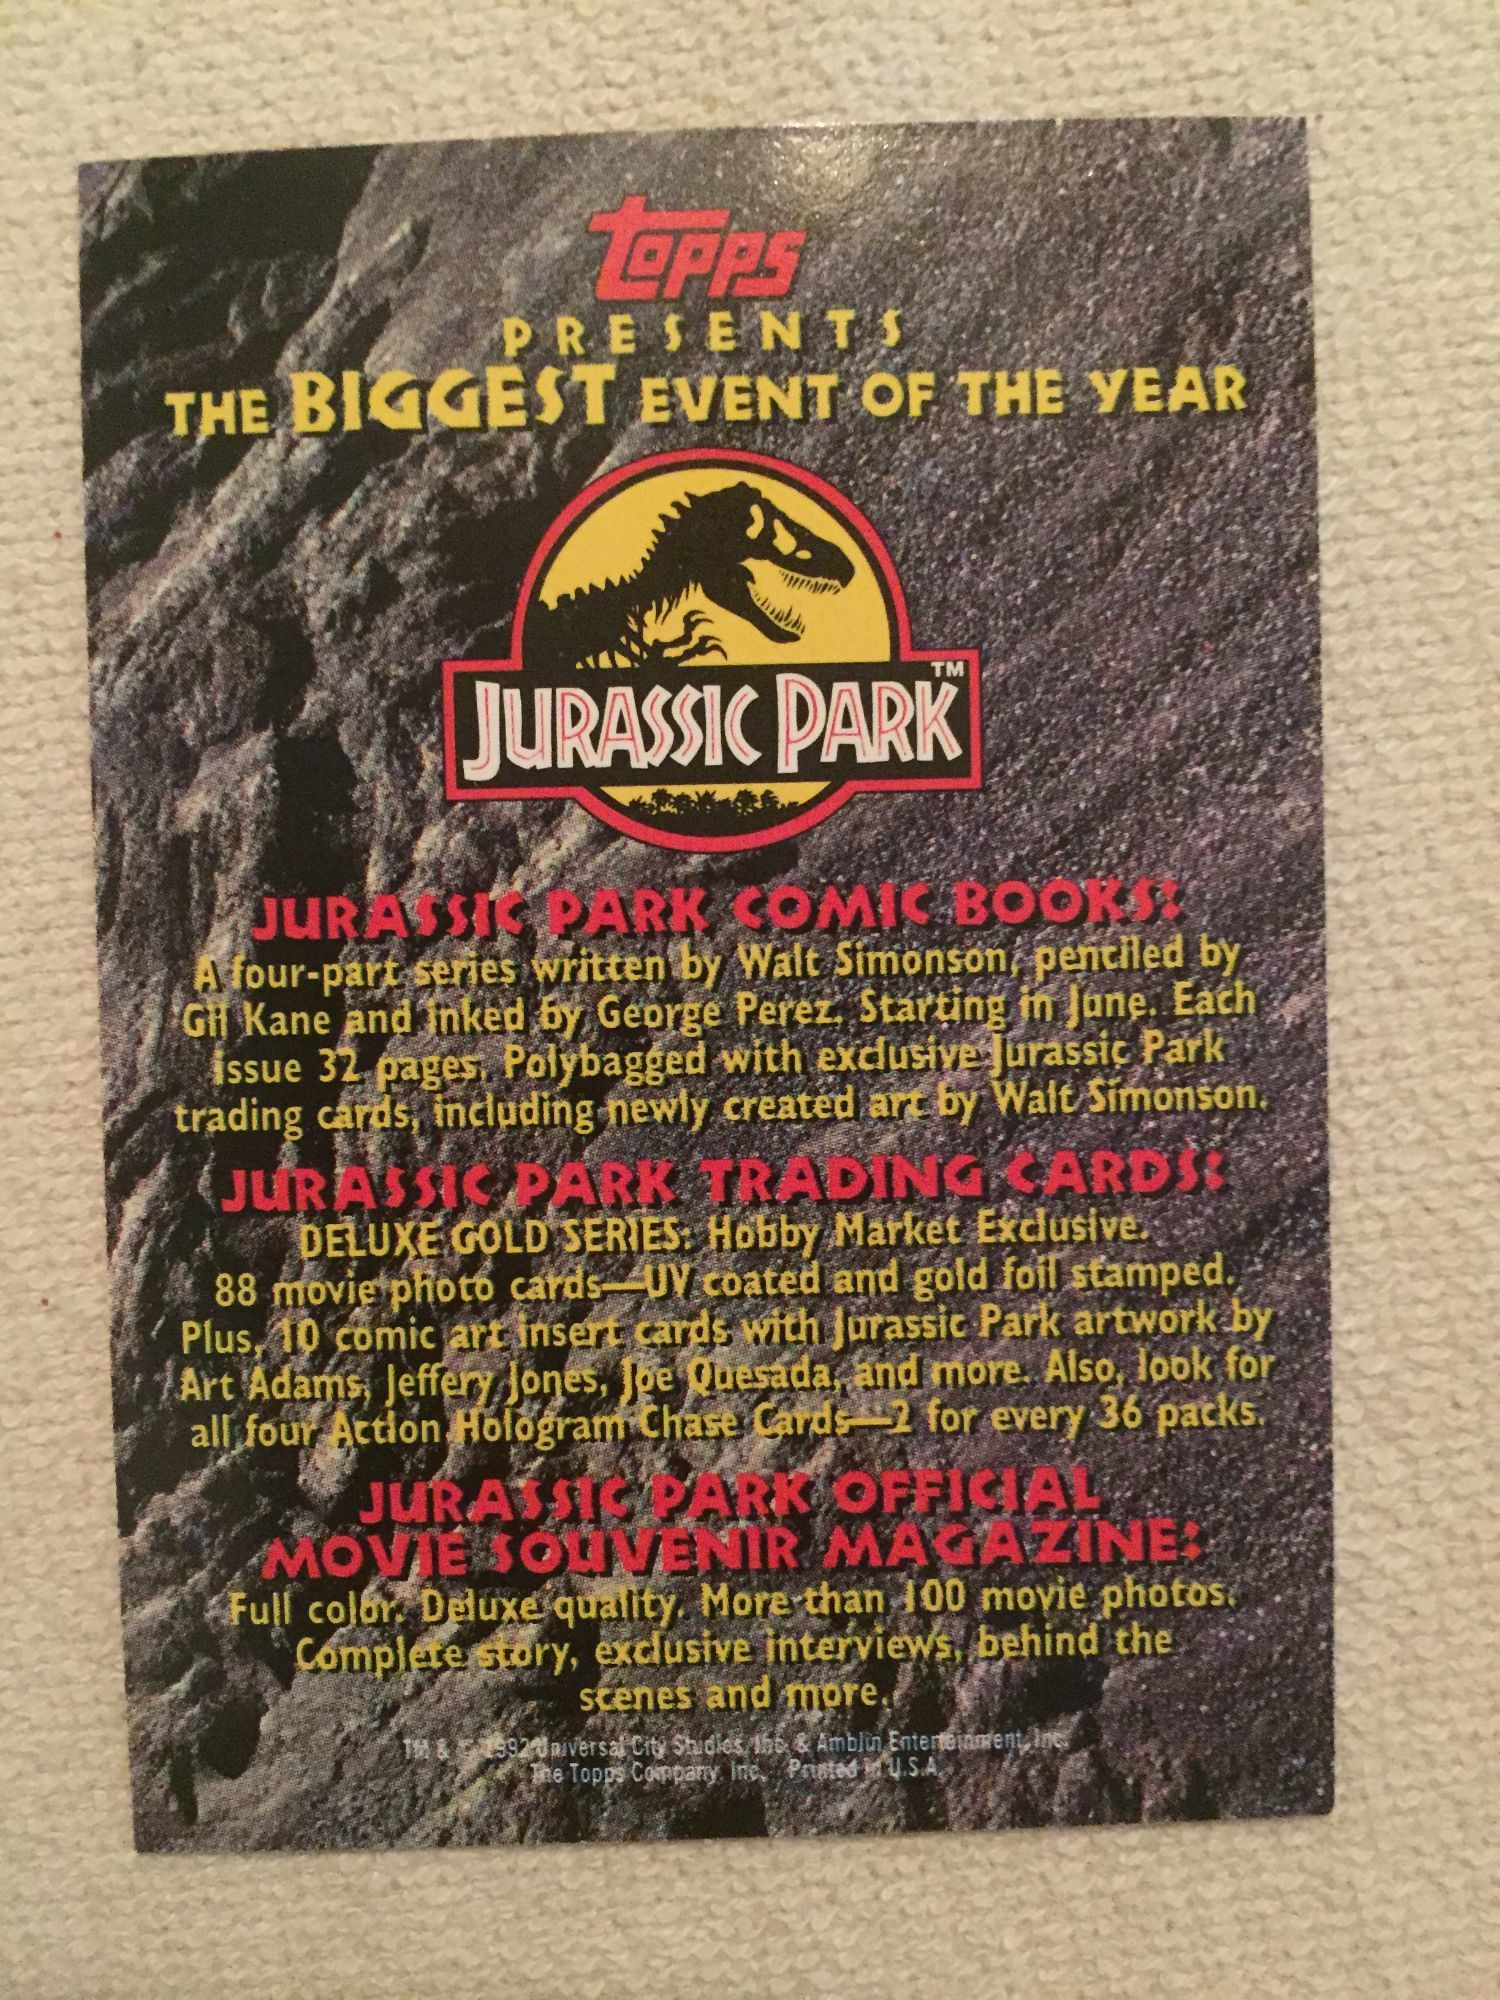 Topps
PRESENTS
THE BIGGEST EVENT OF THE YEAR
JURASSIC PARK™
JURASSIC PARK COMIC BOOKS:
A four-part series written by Walt Simonson, penciled by
Gil Kane and inked by George Perez. Starting in June. Each
issue 32 pages. Polybagged with exclusive Jurassic Park
trading cards, including newly created art by Walt Simonson.
JURASSIC PARK TRADING CARDS:
DELUXE GOLD SERIES: Hobby Market Exclusive.
88 movie photo cards—UV coated and gold foil stamped.
Plus, 10 comic art insert cards with Jurassic Park artwork by
Art Adams, Jeffery Jones, Joe Quesada, and more. Also, look for
all four Action Hologram Chase Cards—2 for every 36 packs.
JURASSIC PARK OFFICIAL
MOVIE SOUVENIR MAGAZINE:
Full color. Deluxe quality. More than 100 movie photos.
Complete story, exclusive interviews, behind the
scenes and more.
TM & © 1992 Universal City Studios, Inc. & Amblin Entertainment, Inc.
The Topps Company, Inc. Printed in U.S.A.